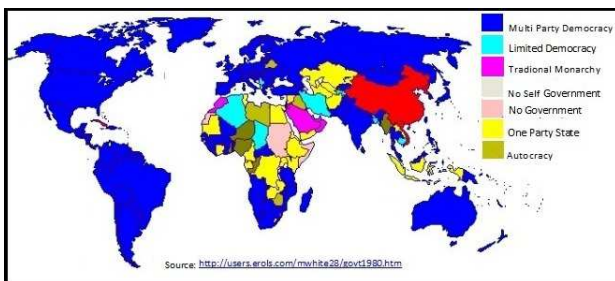 Multi Party Democracy
Limited Democracy
Tradional Monarchy
No Self Government
No Government
One Party State
Autocracy
Source: http://users.erols.com/mwhite28/govt1980.htm